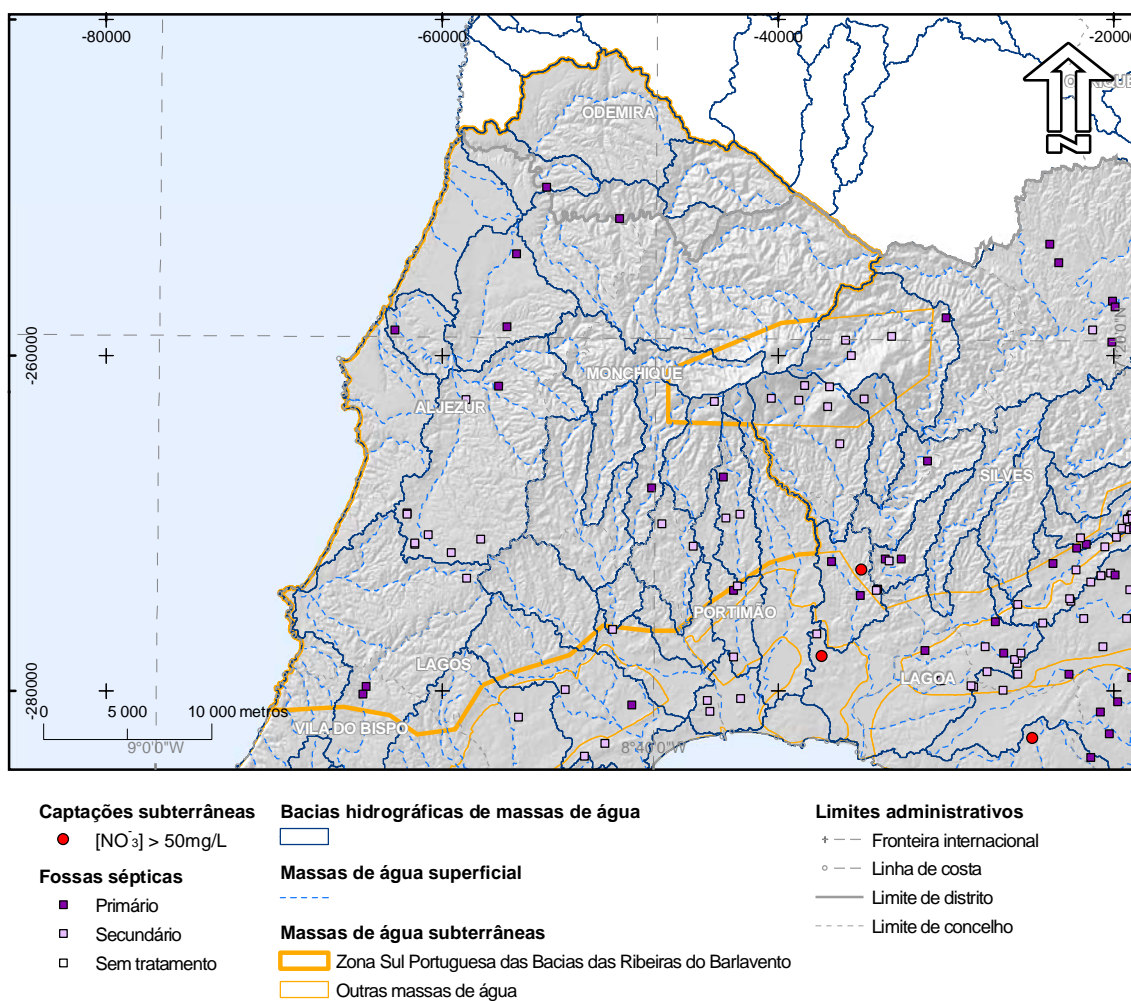 -80000
-60000
-40000
-20000
ODEMIRA
N
-260000
MONCHIQUE
ALJEZUR
SILVES
PORTIMÃO
LAGOS
LAGOA
-280000
VILA DO BISPO
0 5 000 10 000 metros
9°0'0"W
8°40'0"W
Captações subterrâneas
[NO-3] > 50mg/L
Fossas sépticas
Primário
Secundário
Sem tratamento
Bacias hidrográficas de massas de água
Massas de água superficial
Massas de água subterrâneas
Zona Sul Portuguesa das Bacias das Ribeiras do Barlavento
Outras massas de água
Limites administrativos
Fronteira internacional
Linha de costa
Limite de distrito
Limite de concelho